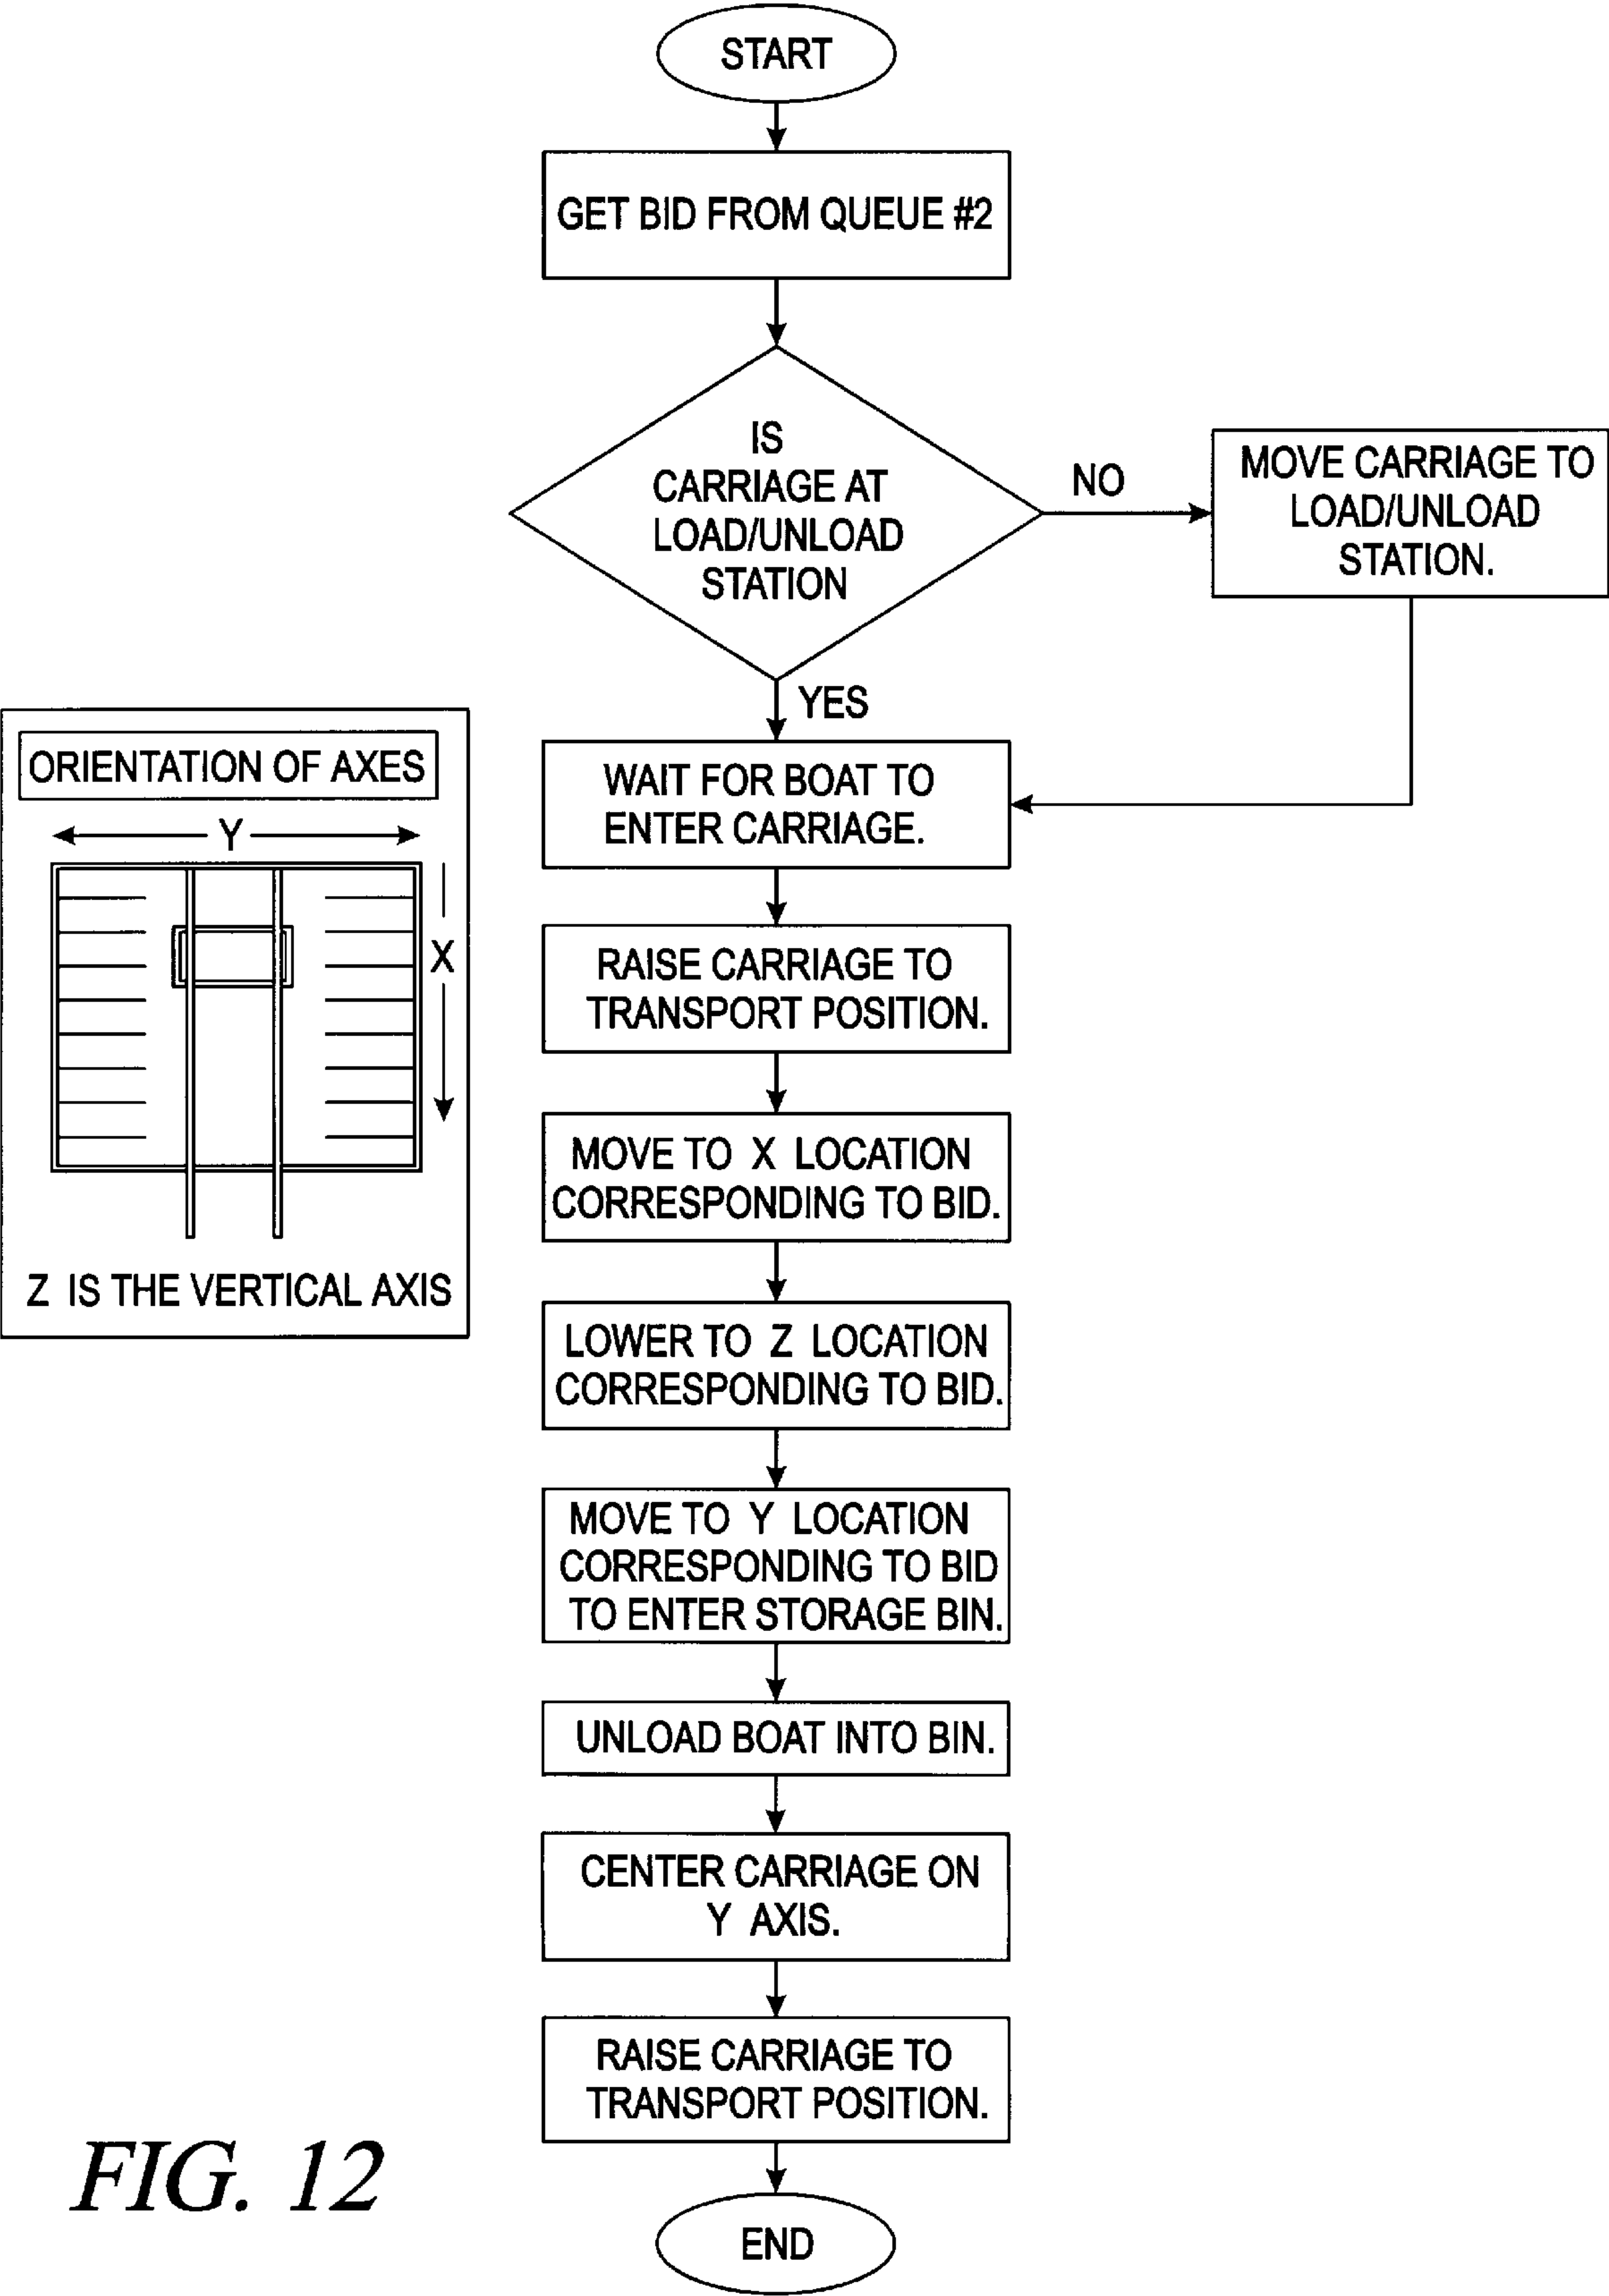 START
GET BID FROM QUEUE #2
IS
CARRIAGE AT
LOAD/UNLOAD
STATION
NO
MOVE CARRIAGE TO
LOAD/UNLOAD
STATION.
YES
WAIT FOR BOAT TO
ENTER CARRIAGE.
ORIENTATION OF AXES
Y
X
Z IS THE VERTICAL AXIS
RAISE CARRIAGE TO
TRANSPORT POSITION.
MOVE TO X LOCATION
CORRESPONDING TO BID.
LOWER TO Z LOCATION
CORRESPONDING TO BID.
MOVE TO Y LOCATION
CORRESPONDING TO BID
TO ENTER STORAGE BIN.
UNLOAD BOAT INTO BIN.
CENTER CARRIAGE ON
Y AXIS.
RAISE CARRIAGE TO
TRANSPORT POSITION.
END
FIG. 12